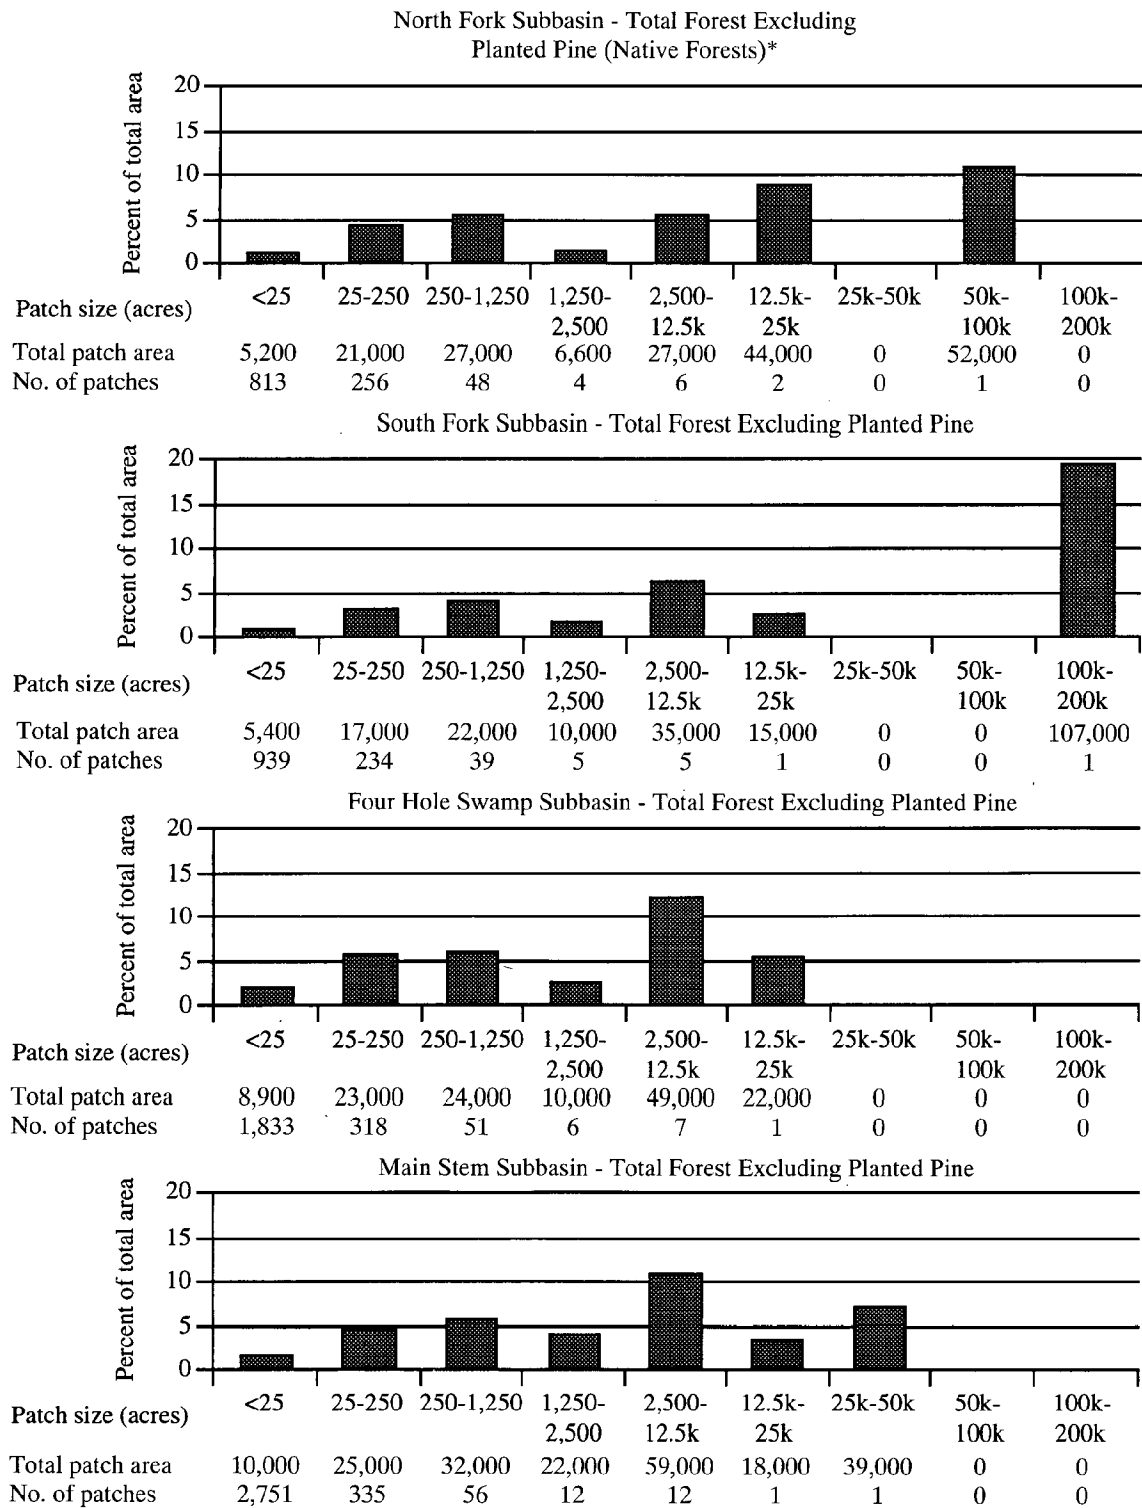 North Fork Subbasin - Total Forest Excluding
Planted Pine (Native Forests)*
Percent of total area
20
15
10
5
0
Patch size (acres) <25 25-250 250-1,250 1,250-2,500 2,500-12.5k 12.5k-25k 25k-50k 50k-100k 100k-200k
Total patch area 5,200 21,000 27,000 6,600 27,000 44,000 0 52,000 0
No. of patches 813 256 48 4 6 2 0 1 0
South Fork Subbasin - Total Forest Excluding Planted Pine
Percent of total area
20
15
10
5
0
Patch size (acres) <25 25-250 250-1,250 1,250-2,500 2,500-12.5k 12.5k-25k 25k-50k 50k-100k 100k-200k
Total patch area 5,400 17,000 22,000 10,000 35,000 15,000 0 0 107,000
No. of patches 939 234 39 5 5 1 0 0 1
Four Hole Swamp Subbasin - Total Forest Excluding Planted Pine
Percent of total area
20
15
10
5
0
Patch size (acres) <25 25-250 250-1,250 1,250-2,500 2,500-12.5k 12.5k-25k 25k-50k 50k-100k 100k-200k
Total patch area 8,900 23,000 24,000 10,000 49,000 22,000 0 0 0
No. of patches 1,833 318 51 6 7 1 0 0 0
Main Stem Subbasin - Total Forest Excluding Planted Pine
Percent of total area
20
15
10
5
0
Patch size (acres) <25 25-250 250-1,250 1,250-2,500 2,500-12.5k 12.5k-25k 25k-50k 50k-100k 100k-200k
Total patch area 10,000 25,000 32,000 22,000 59,000 18,000 39,000 0 0
No. of patches 2,751 335 56 12 12 1 1 0 0